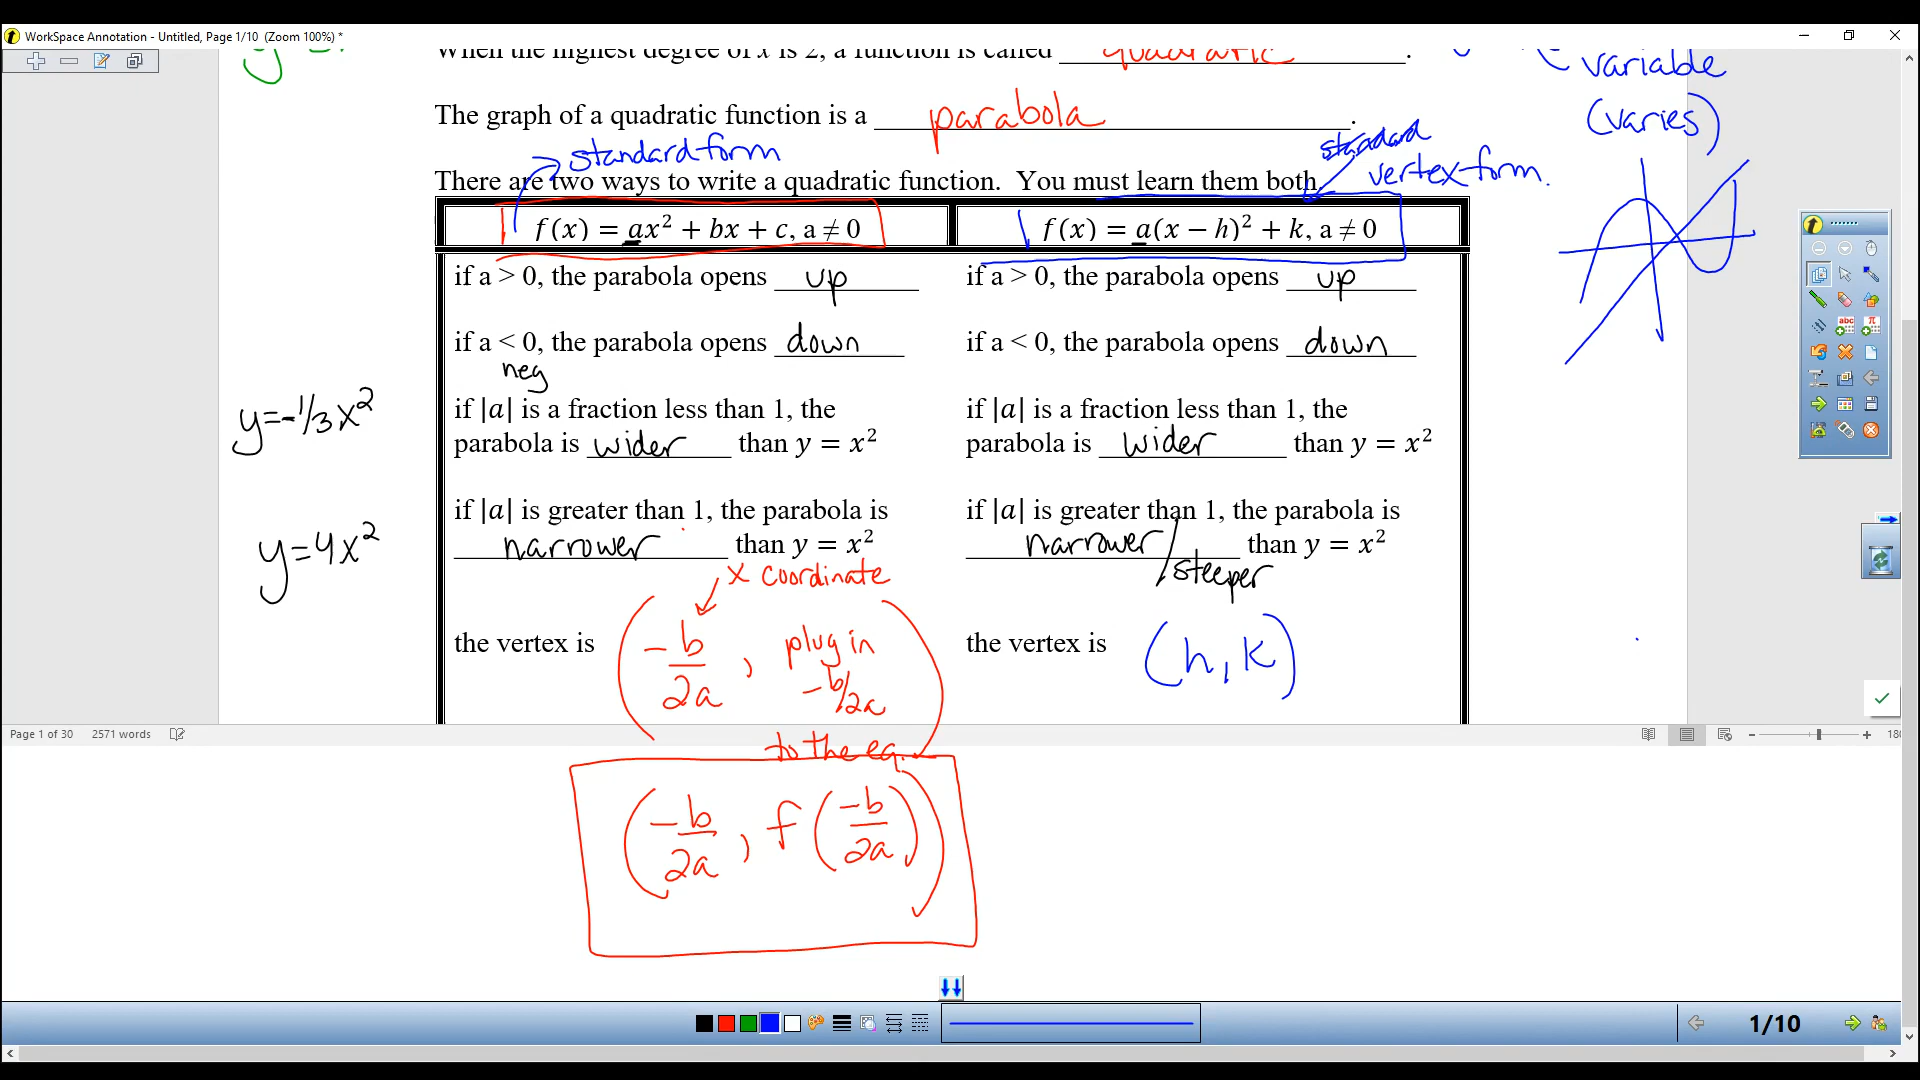 WorkSpace Annotation - Untitled, Page 1/10 (Zoom 100%) *
When the highest degree of x is 2, a function is called quadratic.
variable
(varies)
The graph of a quadratic function is a parabola.
standard form
standard
vertex form.
There are two ways to write a quadratic function. You must learn them both.
f(x) = ax² + bx + c, a ≠ 0
f(x) = a(x − h)² + k, a ≠ 0
if a > 0, the parabola opens up
if a > 0, the parabola opens up
if a < 0, the parabola opens down
neg
if a < 0, the parabola opens down
y=-1/3x²
if |a| is a fraction less than 1, the
parabola is wider than y = x²
if |a| is a fraction less than 1, the
parabola is wider than y = x²
y=4x²
if |a| is greater than 1, the parabola is
narrower than y = x²
if |a| is greater than 1, the parabola is
narrower/steeper than y = x²
x coordinate
the vertex is (-b/2a, plug in
-b/2a
to the eq.)
the vertex is (h, k)
Page 1 of 30 2571 words
180
(-b/2a, f(-b/2a))
1/10